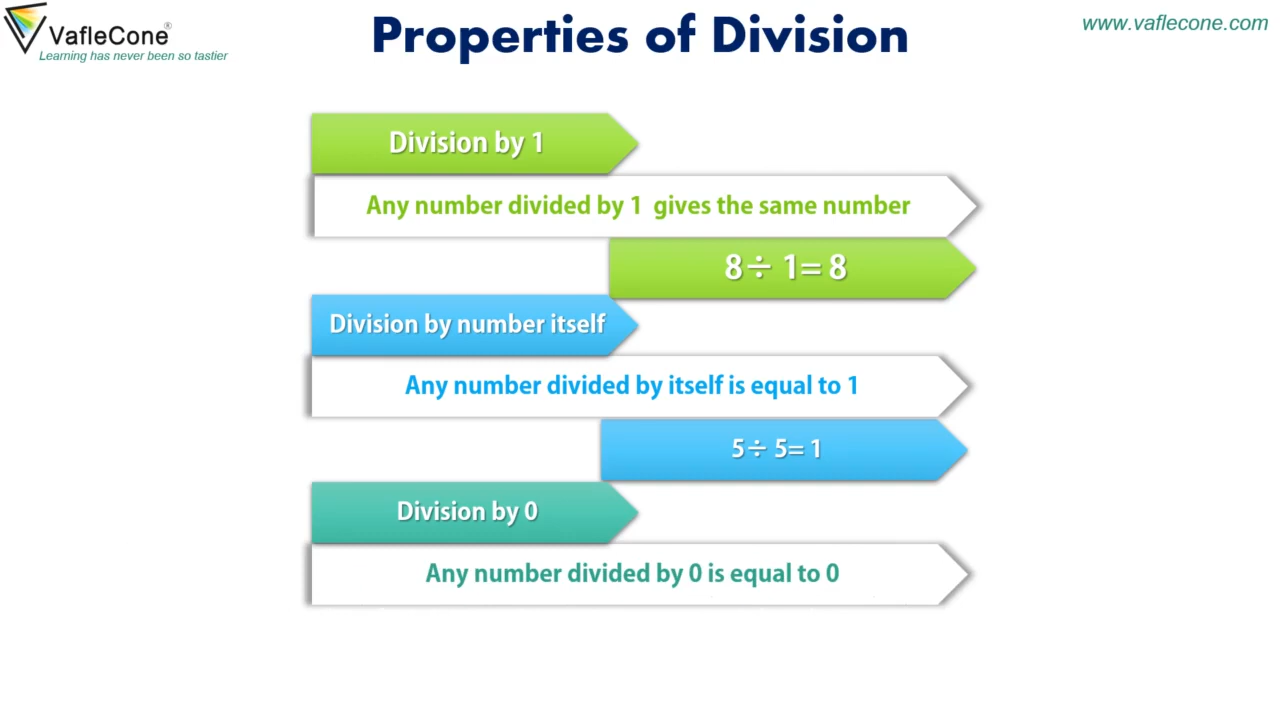 VafleCone®
Learning has never been so tastier
Properties of Division
www.vaflecone.com
Division by 1
Any number divided by 1 gives the same number
8÷ 1= 8
Division by number itself
Any number divided by itself is equal to 1
5÷ 5= 1
Division by 0
Any number divided by 0 is equal to 0